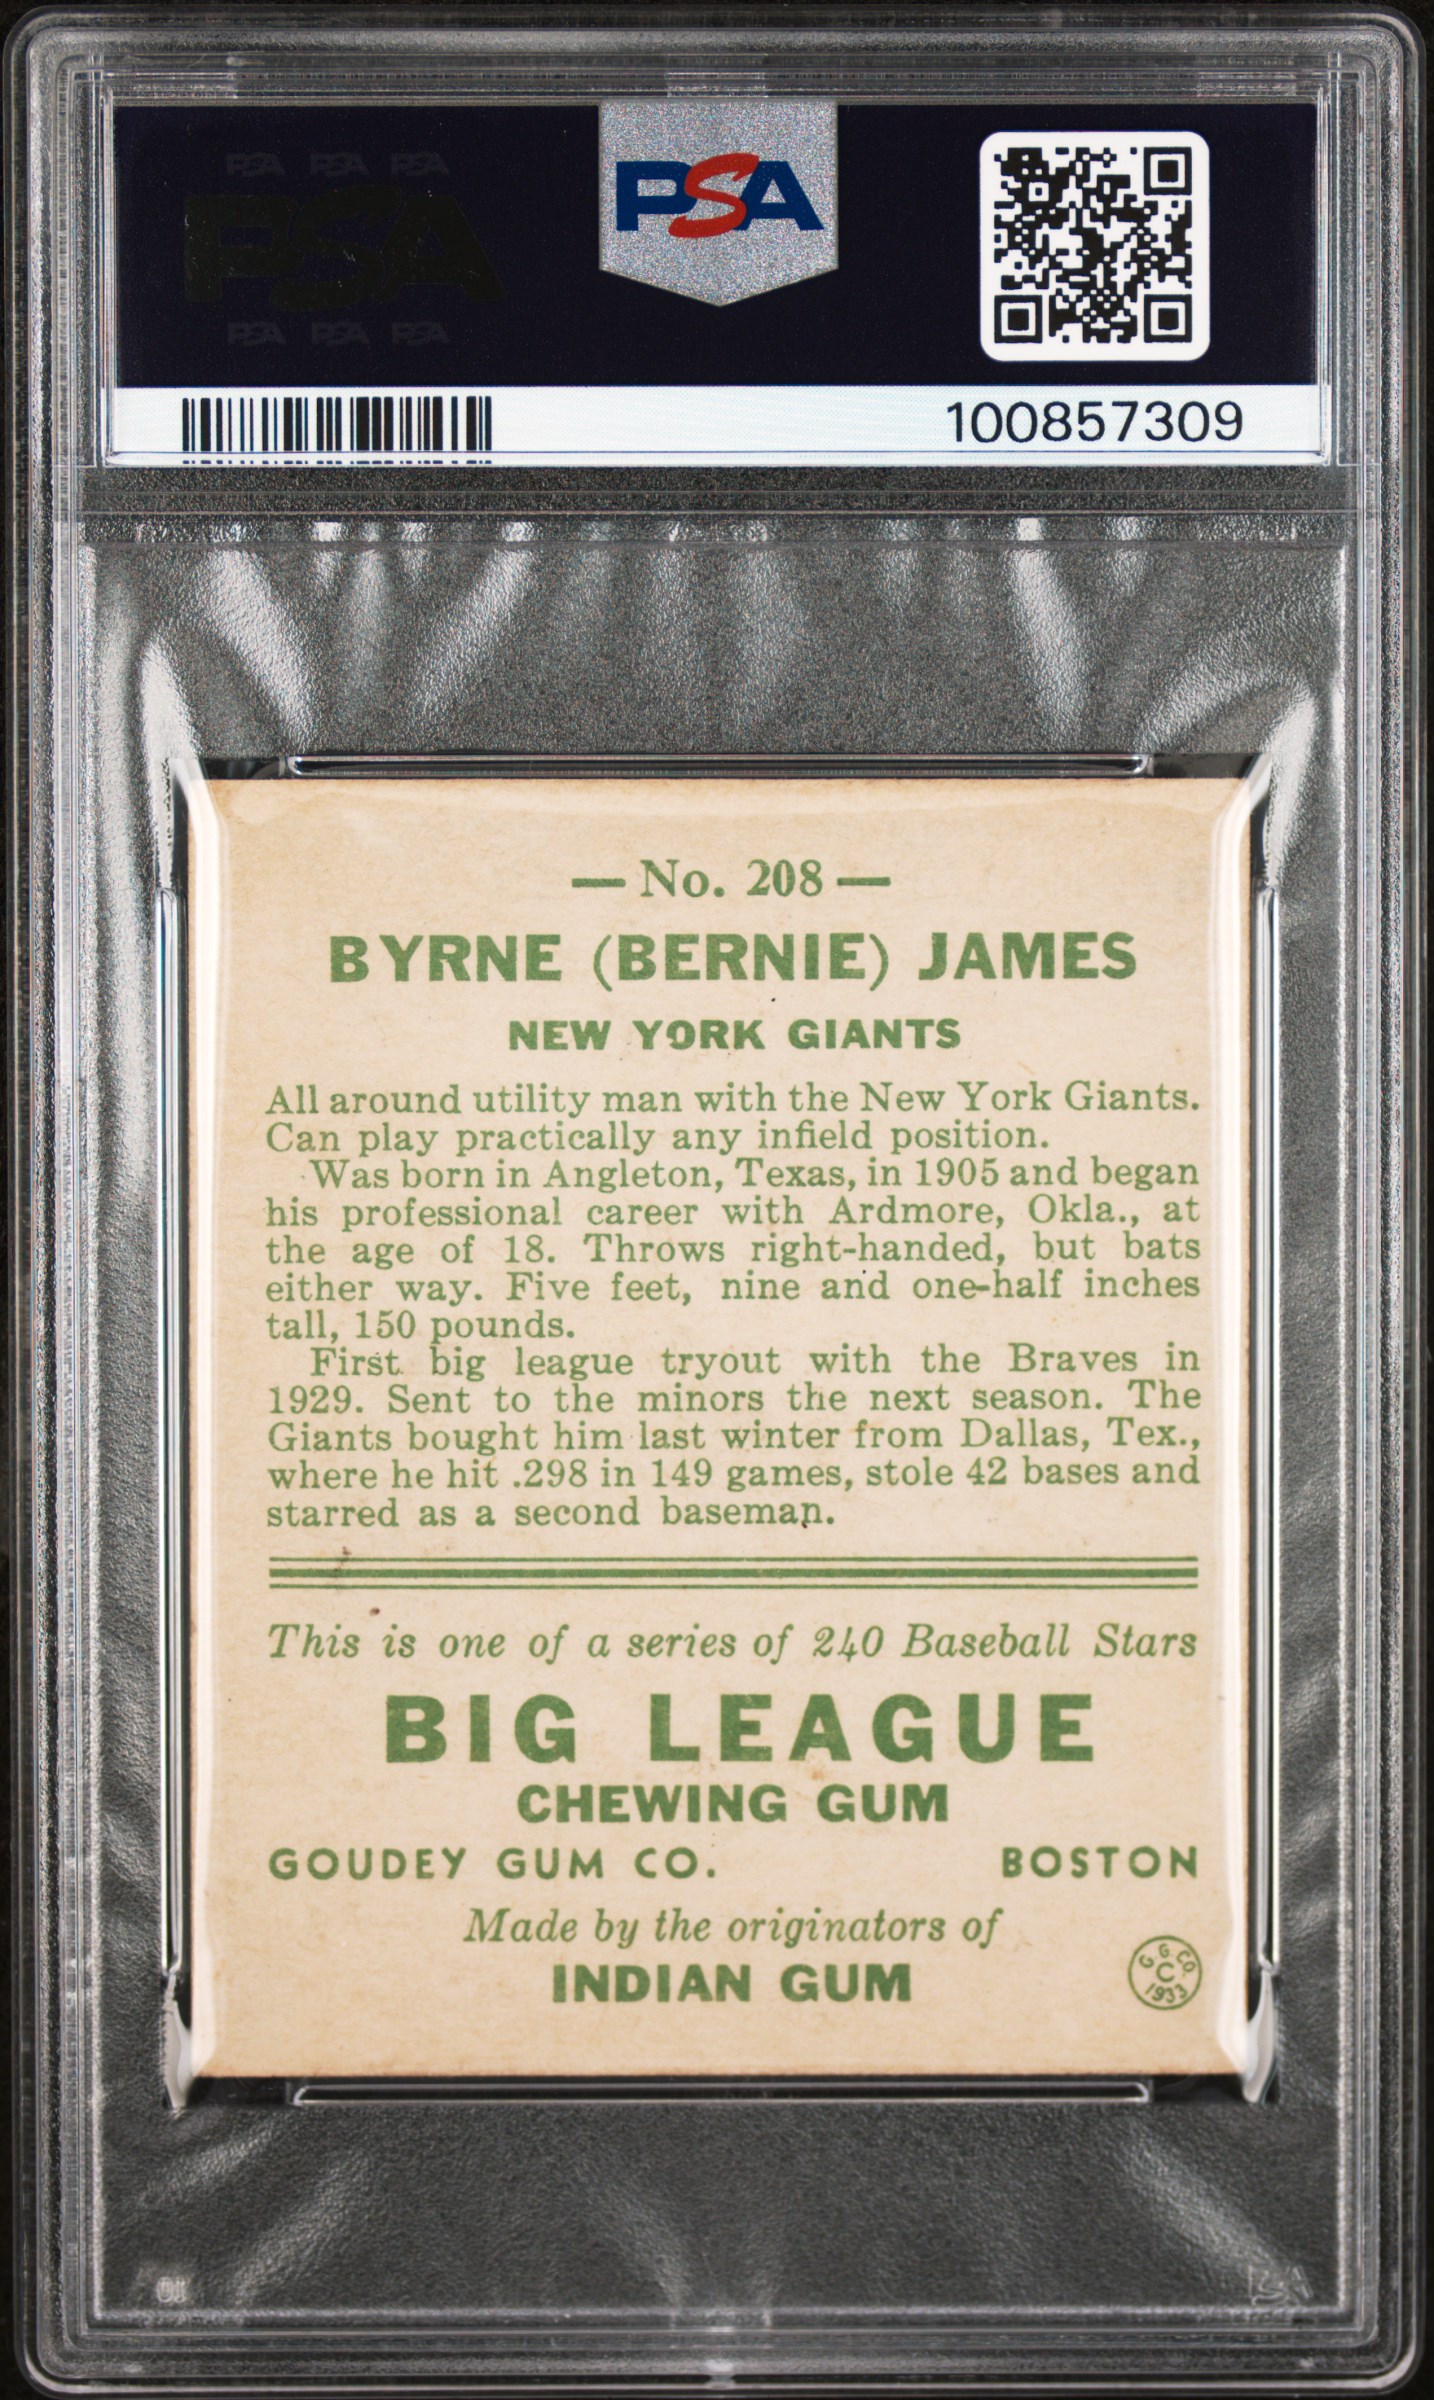 PSA PSA PSA
PSA
PSA PSA PSA
PSA
100857309
— No. 208 —
BYRNE (BERNIE) JAMES
NEW YORK GIANTS
All around utility man with the New York Giants.
Can play practically any infield position.
Was born in Angleton, Texas, in 1905 and began
his professional career with Ardmore, Okla., at
the age of 18. Throws right-handed, but bats
either way. Five feet, nine and one-half inches
tall, 150 pounds.
First big league tryout with the Braves in
1929. Sent to the minors the next season. The
Giants bought him last winter from Dallas, Tex.,
where he hit .298 in 149 games, stole 42 bases and
starred as a second baseman.
This is one of a series of 240 Baseball Stars
BIG LEAGUE
CHEWING GUM
GOUDEY GUM CO. BOSTON
Made by the originators of
INDIAN GUM
G. G. CO.
C
1933
PSA